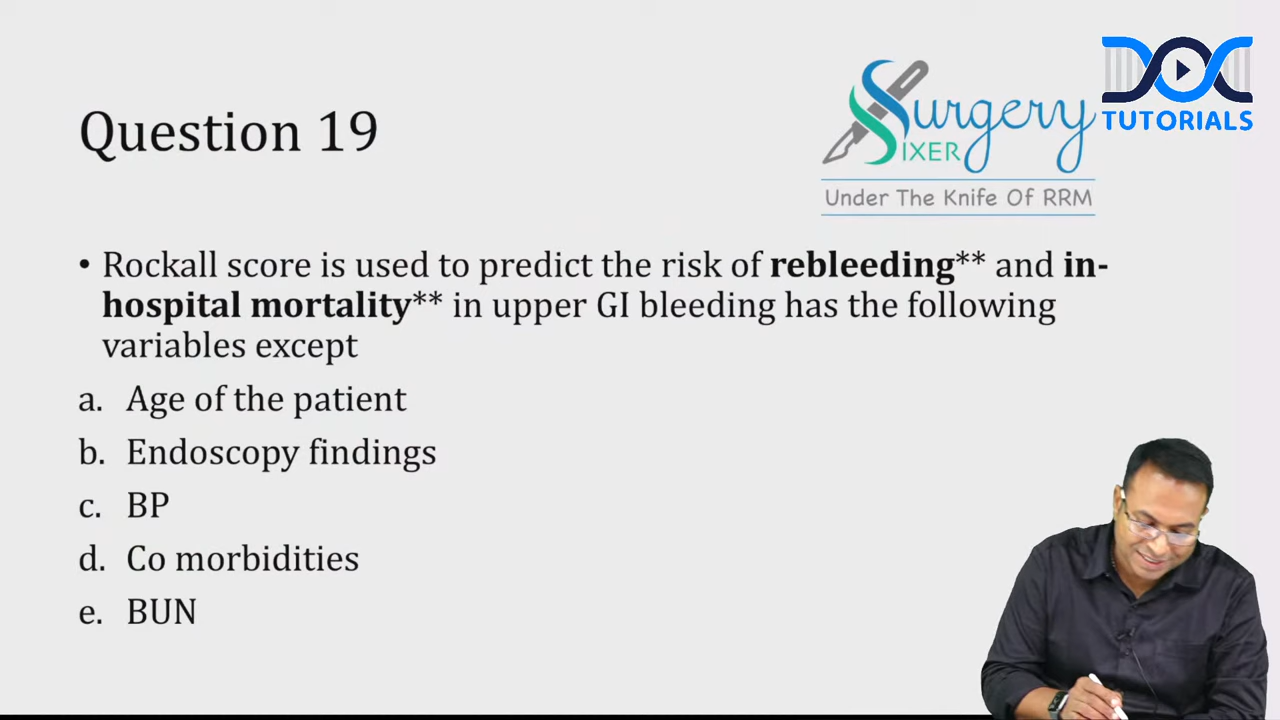 DOC
TUTORIALS
Surgery
SIXER
Under The Knife Of RRM
Question 19
• Rockall score is used to predict the risk of rebleeding** and in-
hospital mortality** in upper GI bleeding has the following
variables except
a. Age of the patient
b. Endoscopy findings
c. BP
d. Co morbidities
e. BUN